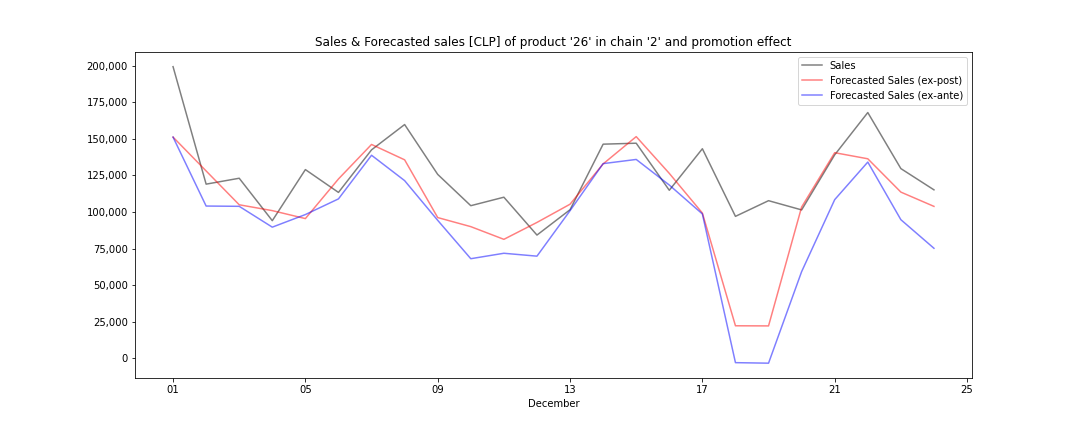 Sales & Forecasted sales [CLP] of product '26' in chain '2' and promotion effect
Sales
Forecasted Sales (ex-post)
Forecasted Sales (ex-ante)
200,000
175,000
150,000
125,000
100,000
75,000
50,000
25,000
0
01 05 09 13 17 21 25
December